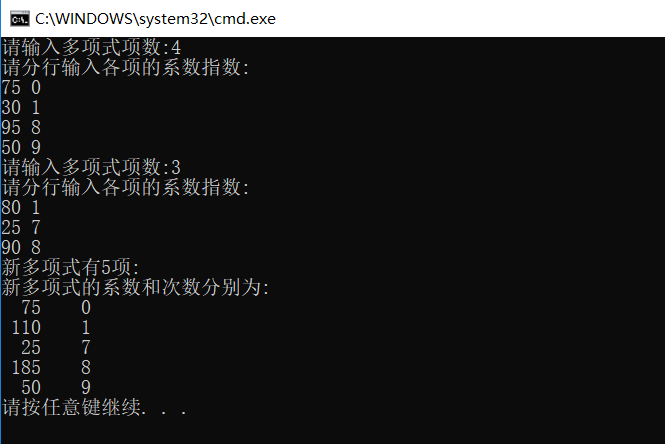 C:\WINDOWS\system32\cmd.exe
请输入多项式项数:4
请分行输入各项的系数指数:
75 0
30 1
95 8
50 9
请输入多项式项数:3
请分行输入各项的系数指数:
80 1
25 7
90 8
新多项式有5项:
新多项式的系数和次数分别为:
  75    0
 110    1
  25    7
 185    8
  50    9
请按任意键继续. . .